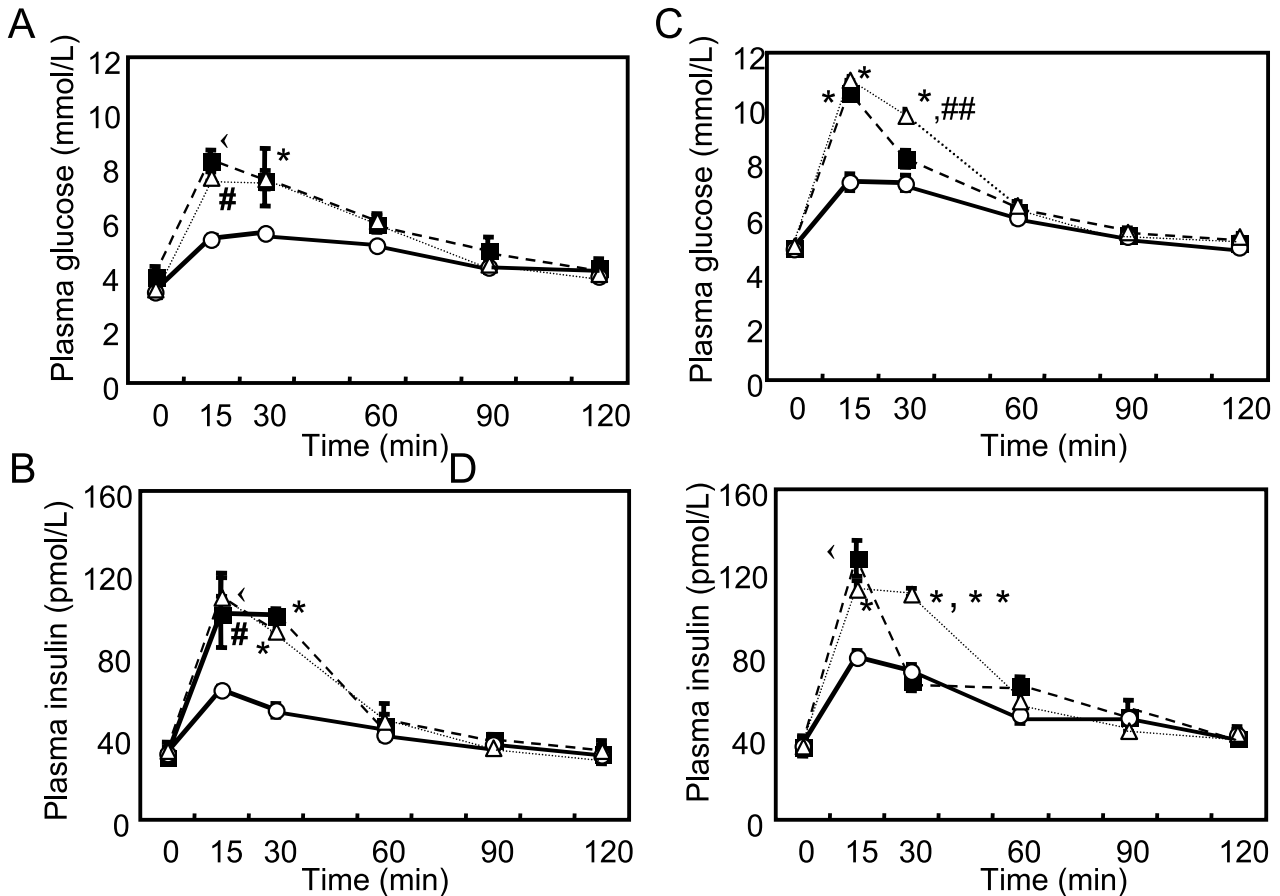 A
Plasma glucose (mmol/L)
12
10
8
6
4
2
0
‹
*
#
0 15 30 60 90 120
Time (min)
C
Plasma glucose (mmol/L)
12
10
8
6
4
2
0
*
*
*,##
0 15 30 60 90 120
Time (min)
B
Plasma insulin (pmol/L)
160
120
80
40
0
‹
*
#
*
0 15 30 60 90 120
Time (min)
D
Plasma insulin (pmol/L)
160
120
80
40
0
‹
*, * *
*
0 15 30 60 90 120
Time (min)